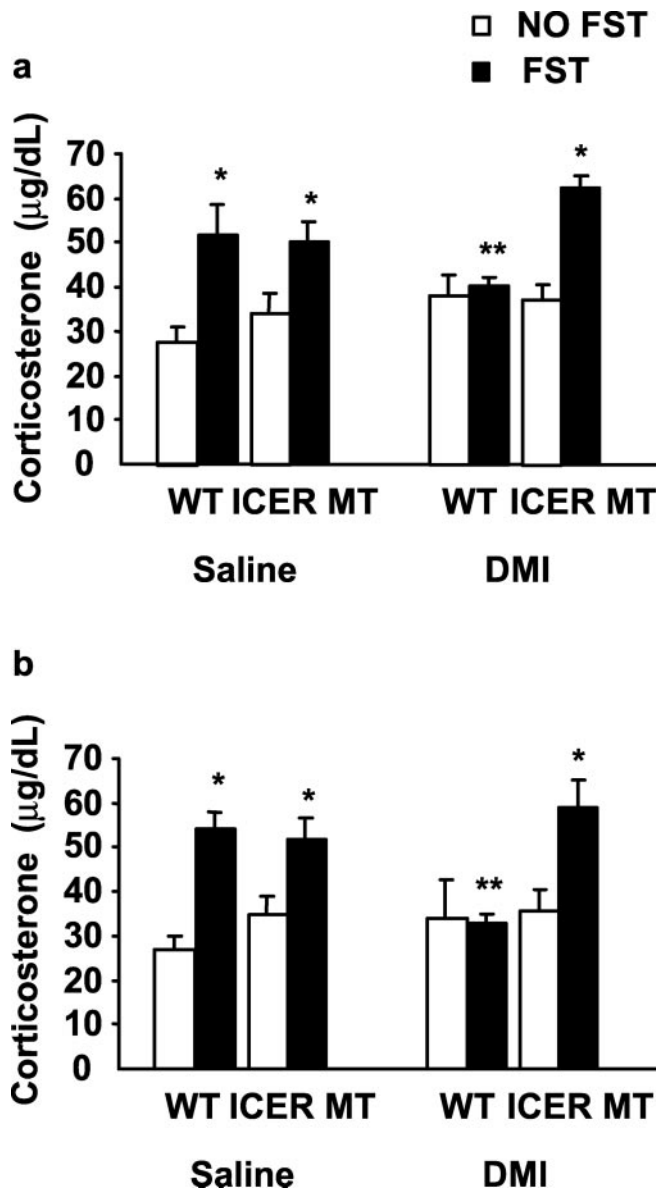 NO FST
FST
a
Corticosterone (μg/dL)
70
60
50
40
30
20
10
0
*
*
**
*
WT ICER MT
WT ICER MT
Saline
DMI
b
Corticosterone (μg/dL)
70
60
50
40
30
20
10
0
*
*
**
*
WT ICER MT
WT ICER MT
Saline
DMI